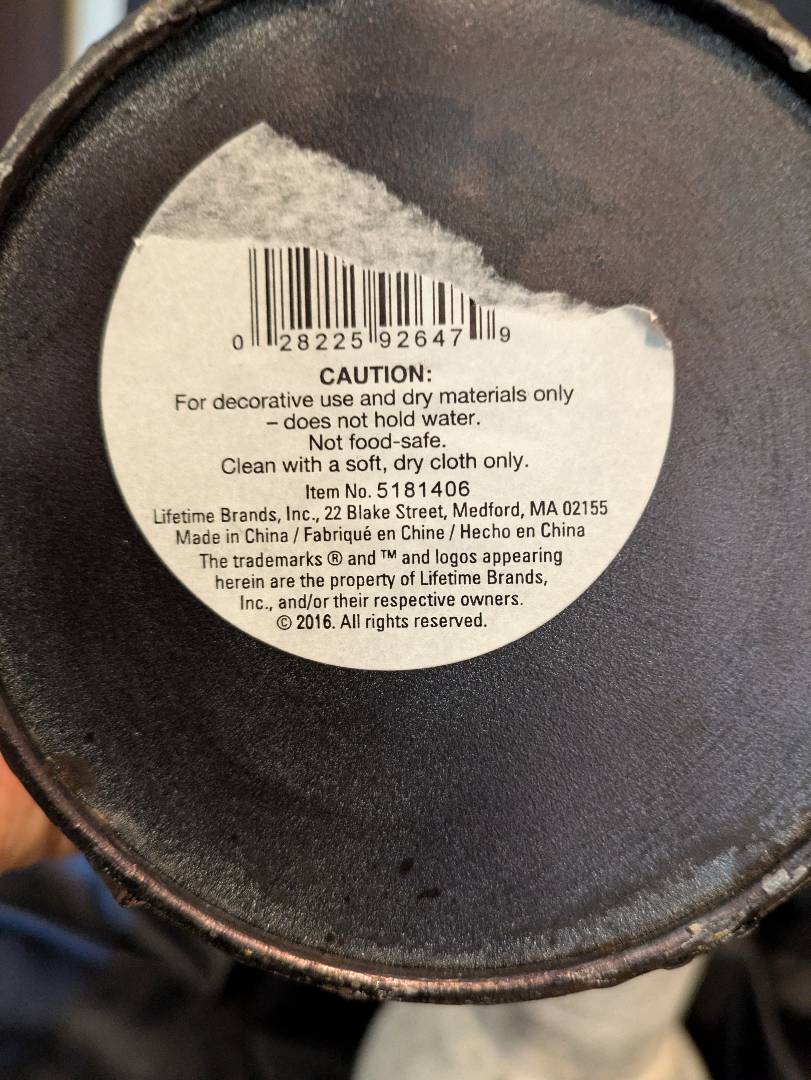 0 28225 92647 9
CAUTION:
For decorative use and dry materials only
– does not hold water.
Not food-safe.
Clean with a soft, dry cloth only.
Item No. 5181406
Lifetime Brands, Inc., 22 Blake Street, Medford, MA 02155
Made in China / Fabriqué en Chine / Hecho en China
The trademarks ® and ™ and logos appearing
herein are the property of Lifetime Brands,
Inc., and/or their respective owners.
© 2016. All rights reserved.